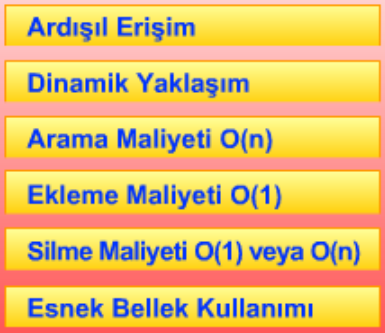 Ardışıl Erişim
Dinamik Yaklaşım
Arama Maliyeti O(n)
Ekleme Maliyeti O(1)
Silme Maliyeti O(1) veya O(n)
Esnek Bellek Kullanımı